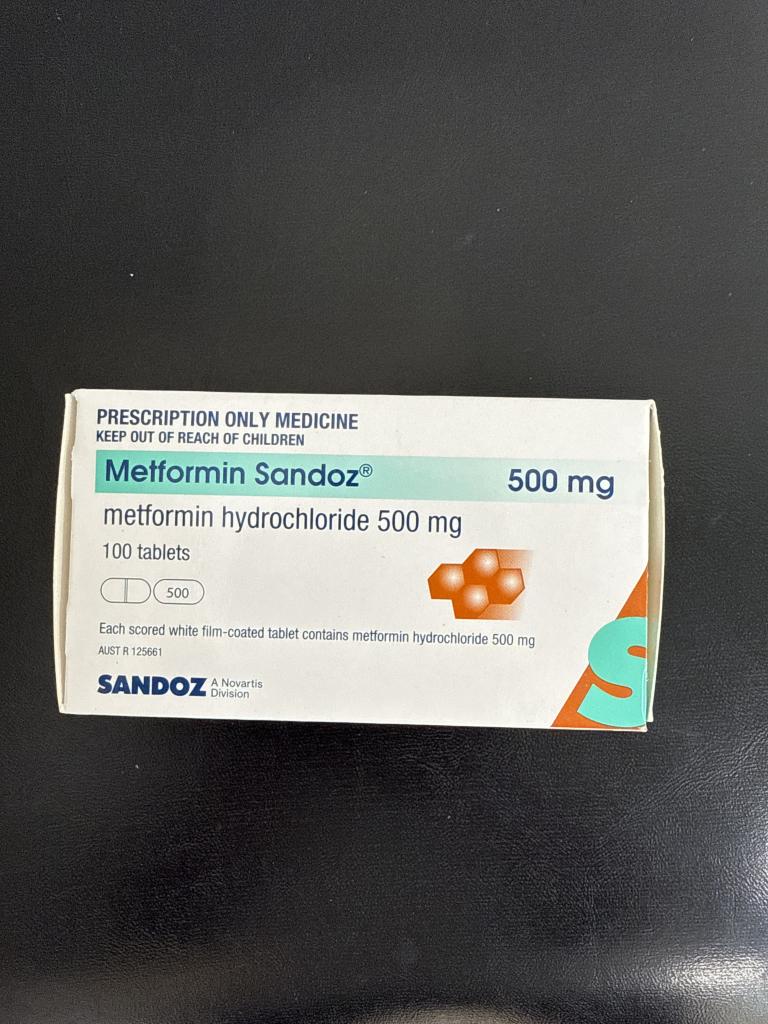 PRESCRIPTION ONLY MEDICINE
KEEP OUT OF REACH OF CHILDREN
Metformin Sandoz® 500 mg
metformin hydrochloride 500 mg
100 tablets
500
Each scored white film-coated tablet contains metformin hydrochloride 500 mg
AUST R 125661
SANDOZ A Novartis
Division
S